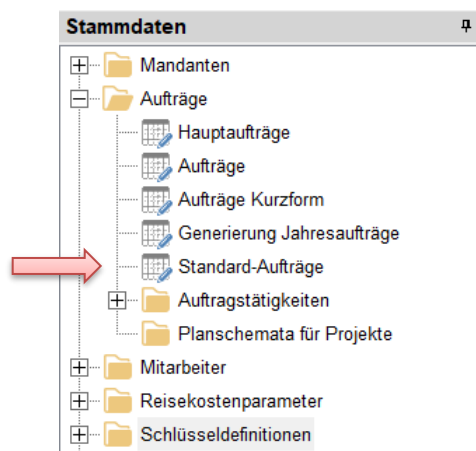 Stammdaten
Mandanten
Aufträge
Hauptaufträge
Aufträge
Aufträge Kurzform
Generierung Jahresaufträge
Standard-Aufträge
Auftragstätigkeiten
Planschemata für Projekte
Mitarbeiter
Reisekostenparameter
Schlüsseldefinitionen